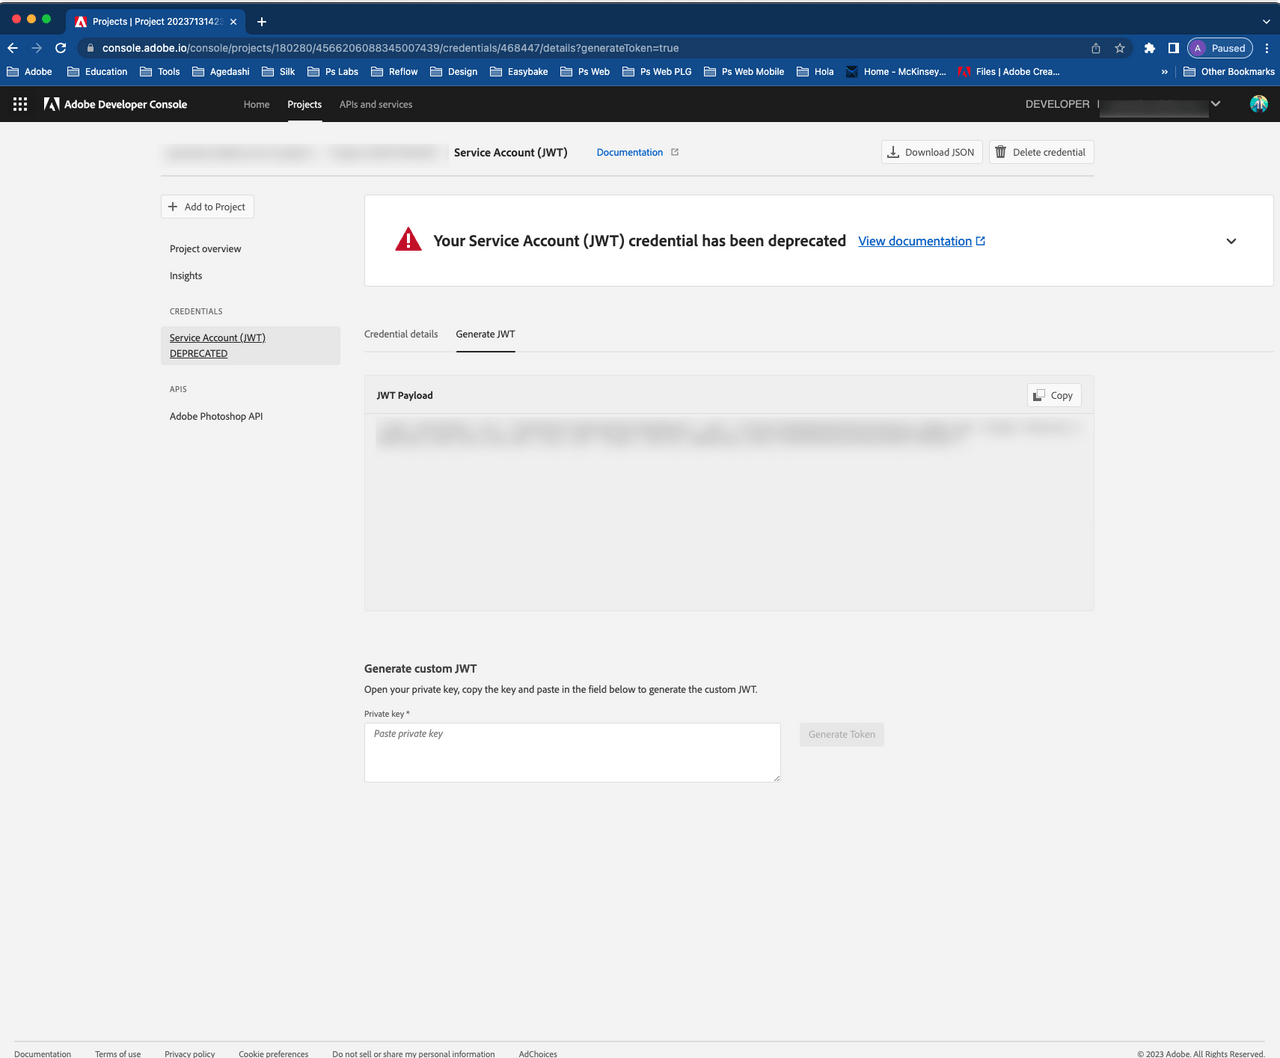 Projects | Project 20237131423
console.adobe.io/console/projects/180280/4566206088345007439/credentials/468447/details?generateToken=true
A Paused
Adobe Education Tools Agedashi Silk Ps Labs Reflow Design Easybake Ps Web Ps Web PLG Ps Web Mobile Hola Home - McKinsey... Files | Adobe Crea... » Other Bookmarks
Adobe Developer Console Home Projects APIs and services DEVELOPER |
Service Account (JWT) Documentation Download JSON Delete credential
Add to Project
Project overview
Insights
CREDENTIALS
Service Account (JWT)
DEPRECATED
APIS
Adobe Photoshop API
Your Service Account (JWT) credential has been deprecated View documentation
Credential details Generate JWT
JWT Payload Copy
Generate custom JWT
Open your private key, copy the key and paste in the field below to generate the custom JWT.
Private key *
Paste private key
Generate Token
Documentation Terms of use Privacy policy Cookie preferences Do not sell or share my personal information AdChoices © 2023 Adobe. All Rights Reserved.